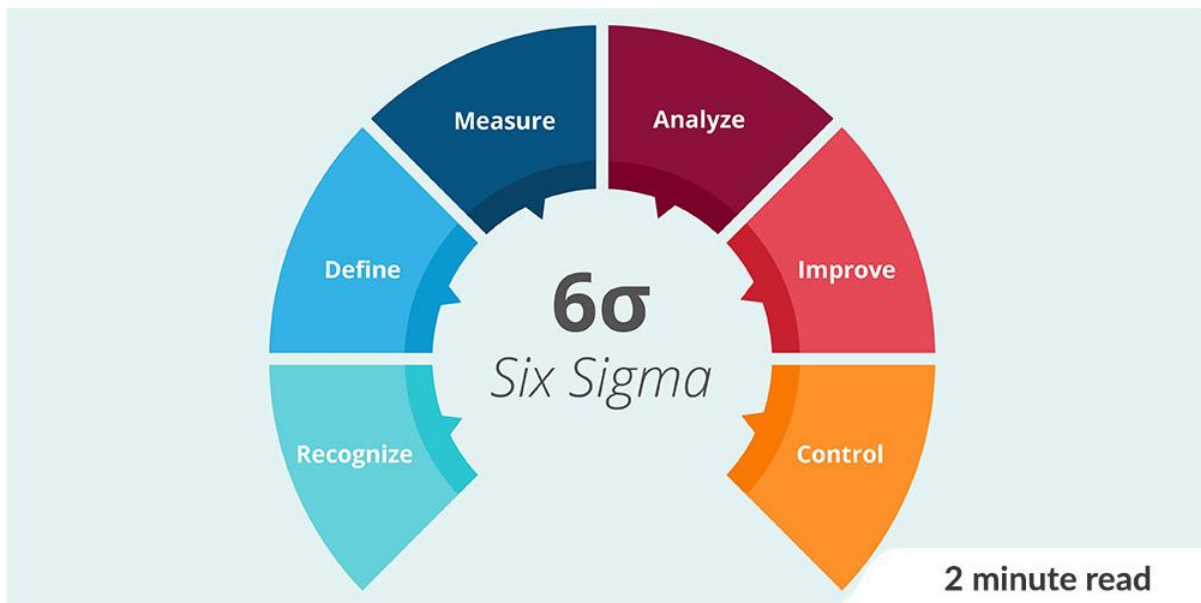 Measure
Analyze
Define
Improve
6σ
Six Sigma
Recognize
Control
2 minute read